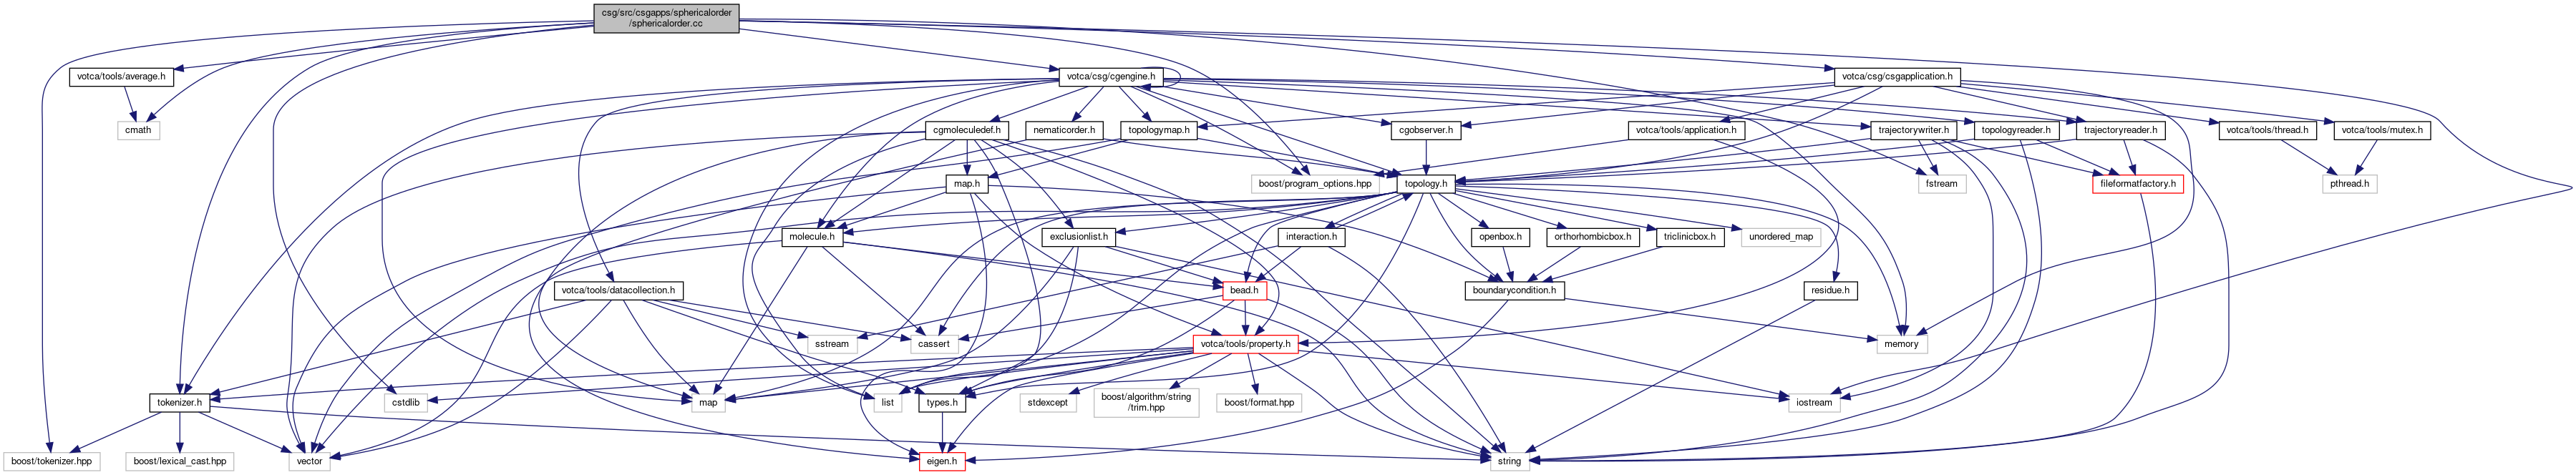 csg/src/csgapps/sphericalorder
/sphericalorder.cc
votca/tools/average.h
votca/csg/cgengine.h
votca/csg/csgapplication.h
cmath
cgmoleculedef.h
nematicorder.h
topologymap.h
cgobserver.h
votca/tools/application.h
trajectorywriter.h
topologyreader.h
trajectoryreader.h
votca/tools/thread.h
votca/tools/mutex.h
map.h
boost/program_options.hpp
topology.h
fstream
fileformatfactory.h
pthread.h
molecule.h
exclusionlist.h
interaction.h
openbox.h
orthorhombicbox.h
triclinicbox.h
unordered_map
votca/tools/datacollection.h
bead.h
boundarycondition.h
residue.h
sstream
cassert
votca/tools/property.h
memory
tokenizer.h
cstdlib
map
list
types.h
stdexcept
boost/algorithm/string
/trim.hpp
boost/format.hpp
iostream
boost/tokenizer.hpp
boost/lexical_cast.hpp
vector
eigen.h
string